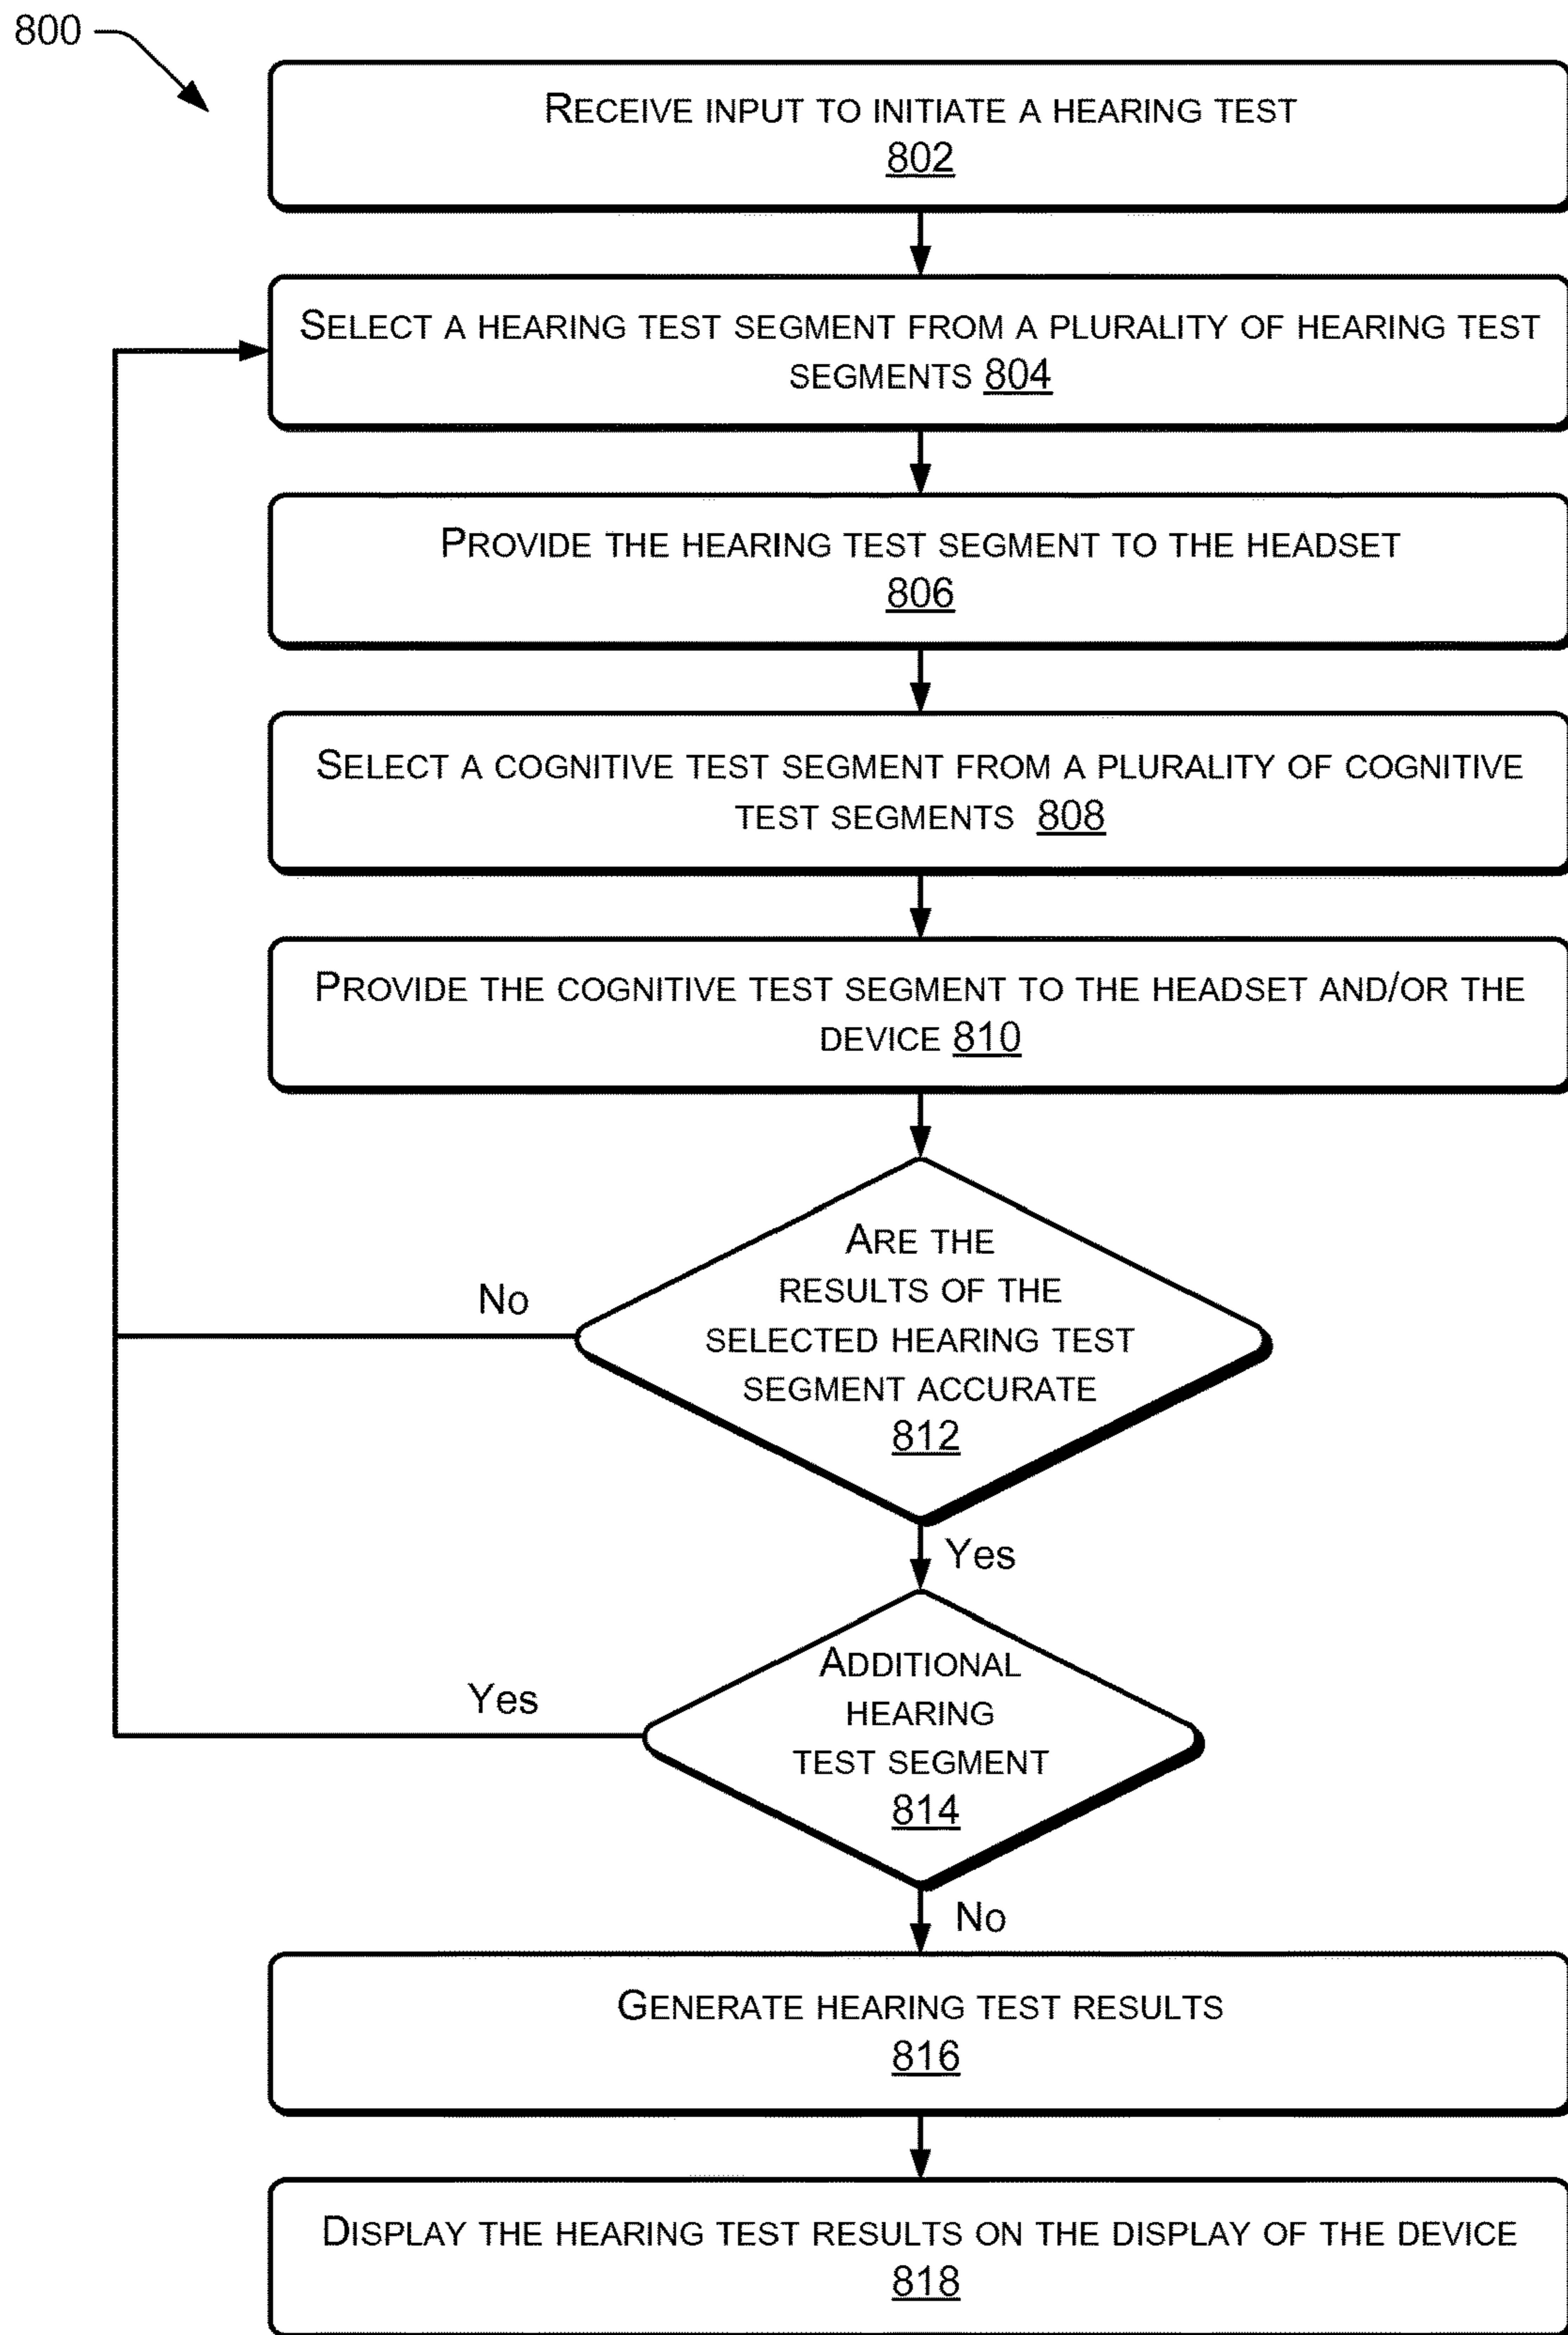 800
RECEIVE INPUT TO INITIATE A HEARING TEST
802
SELECT A HEARING TEST SEGMENT FROM A PLURALITY OF HEARING TEST
SEGMENTS 804
PROVIDE THE HEARING TEST SEGMENT TO THE HEADSET
806
SELECT A COGNITIVE TEST SEGMENT FROM A PLURALITY OF COGNITIVE
TEST SEGMENTS 808
PROVIDE THE COGNITIVE TEST SEGMENT TO THE HEADSET AND/OR THE
DEVICE 810
ARE THE
RESULTS OF THE
SELECTED HEARING TEST
SEGMENT ACCURATE
812
No
Yes
ADDITIONAL
HEARING
TEST SEGMENT
814
Yes
No
GENERATE HEARING TEST RESULTS
816
DISPLAY THE HEARING TEST RESULTS ON THE DISPLAY OF THE DEVICE
818